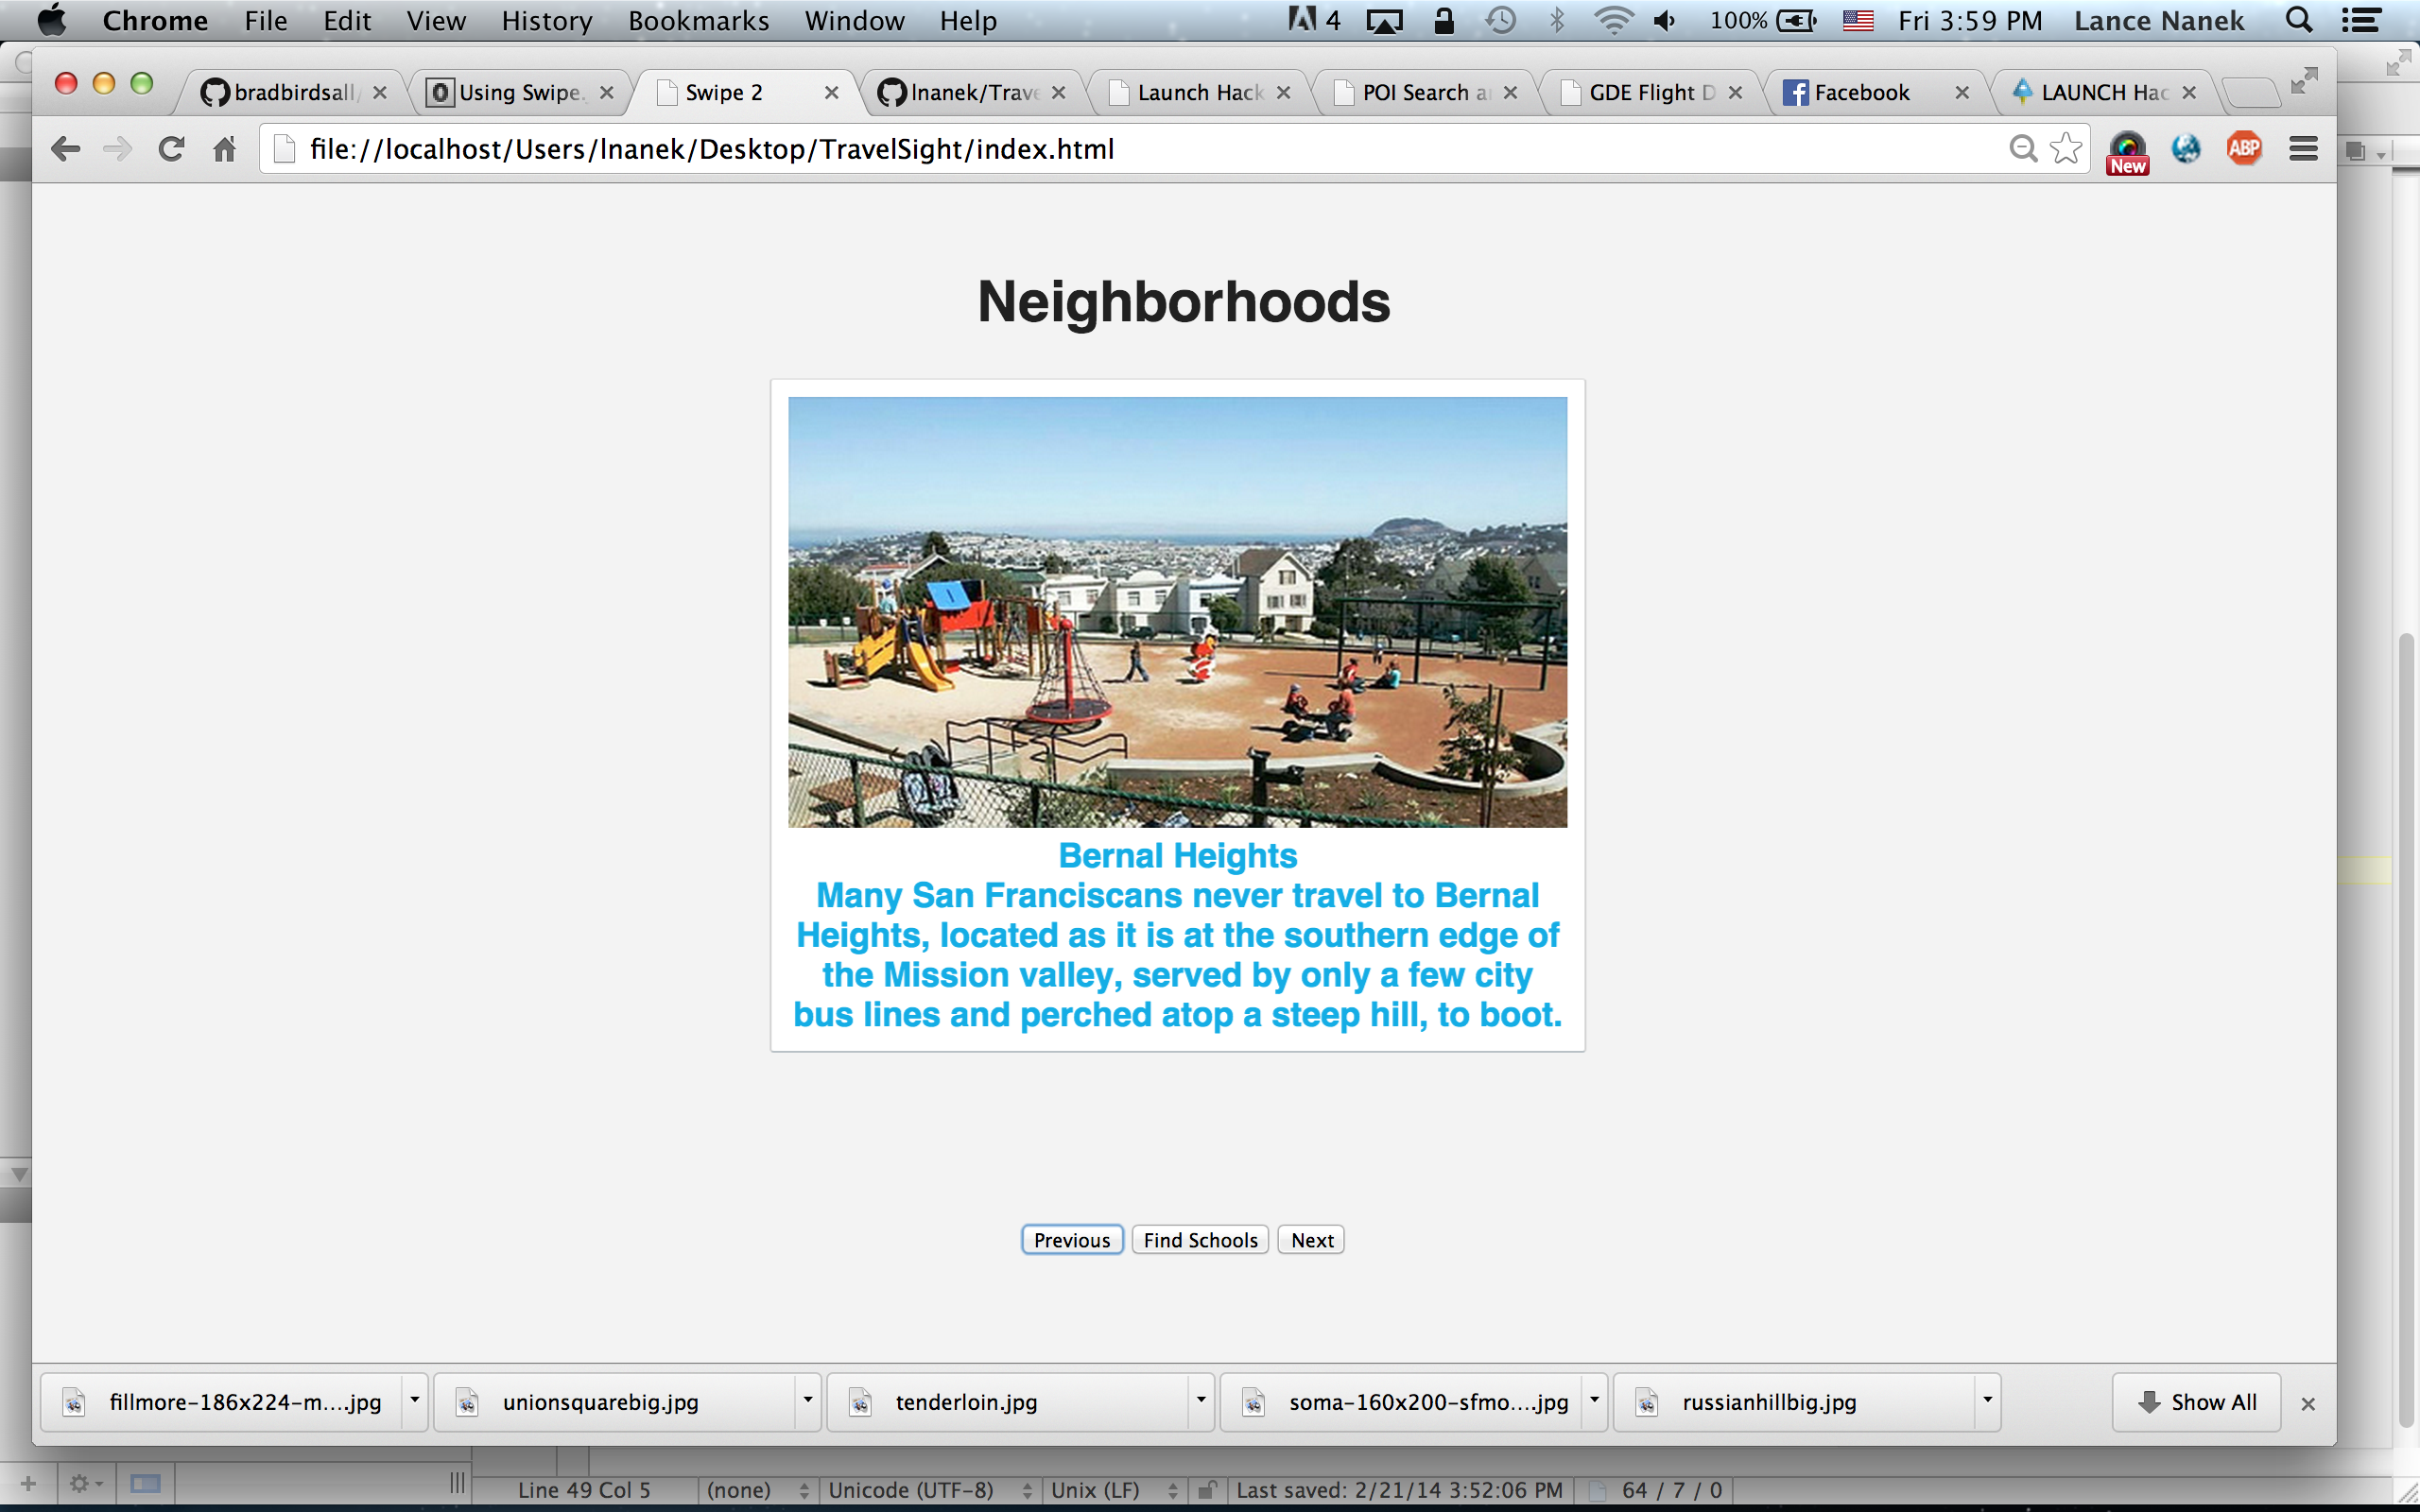 Chrome File Edit View History Bookmarks Window Help 4 100% Fri 3:59 PM Lance Nanek
bradbirdsall/ Using Swipe. Swipe 2 lnanek/Trave Launch Hack POI Search a GDE Flight D Facebook LAUNCH Hac
file://localhost/Users/lnanek/Desktop/TravelSight/index.html New ABP
Neighborhoods
Bernal Heights
Many San Franciscans never travel to Bernal
Heights, located as it is at the southern edge of
the Mission valley, served by only a few city
bus lines and perched atop a steep hill, to boot.
Previous Find Schools Next
fillmore-186x224-m....jpg unionsquarebig.jpg tenderloin.jpg soma-160x200-sfmo....jpg russianhillbig.jpg Show All
Line 49 Col 5 (none) Unicode (UTF-8) Unix (LF) Last saved: 2/21/14 3:52:06 PM 64 / 7 / 0